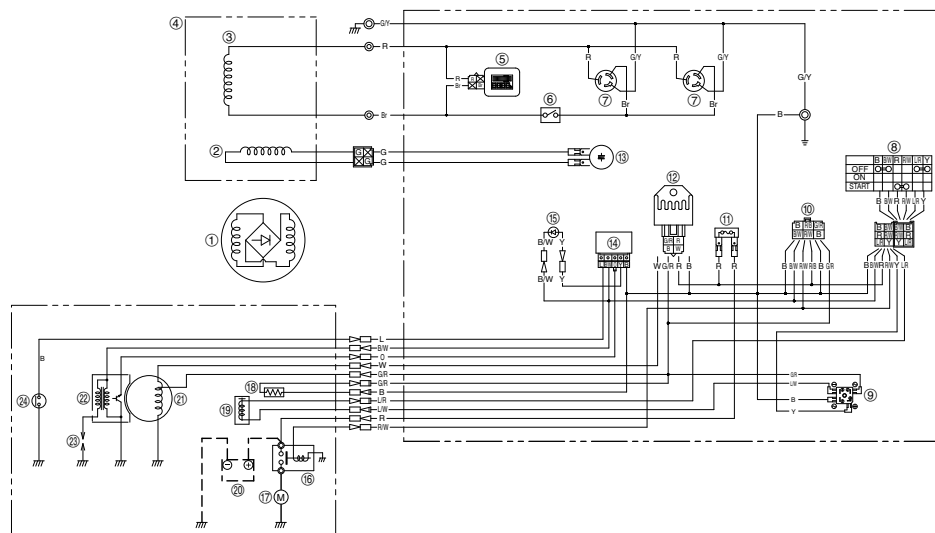 ④
③
G/Y
R
⑤
R
Br
R
G/Y
R
G/Y
⑦
⑦
Br
Br
⑥
Br
G/Y
B
②
G
G
G
G
⑬
⑧
B B/W R R/W L/R Y
OFF
ON
START
B B/W R R/W L/R Y
⑫
⑪
⑩
①
⑮
B/W Y
⑭
B/W Y
G/R R
B W
W G/R R B
R R
B R/B G/R
B/W R/W B
B B/W R/W R/B B G/R
B B/W R R/W Y L/R
B
L
B/W
O
W
G/R
G/R
B
L/R
L/W
R
R/W
G/R
L/W
B
Y
⑨
㉔
㉒
㉑
⑱
⑲
㉓
⑳
⑯
⑰
M